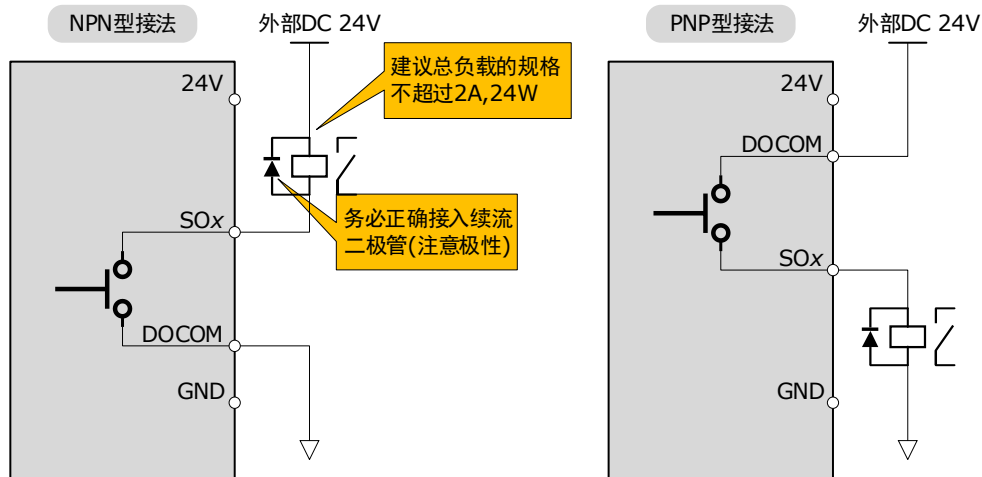 NPN型接法
外部DC 24V
24V
建议总负载的规格
不超过2A,24W
SOx
务必正确接入续流
二极管(注意极性)
DOCOM
GND
PNP型接法
外部DC 24V
24V
DOCOM
SOx
GND